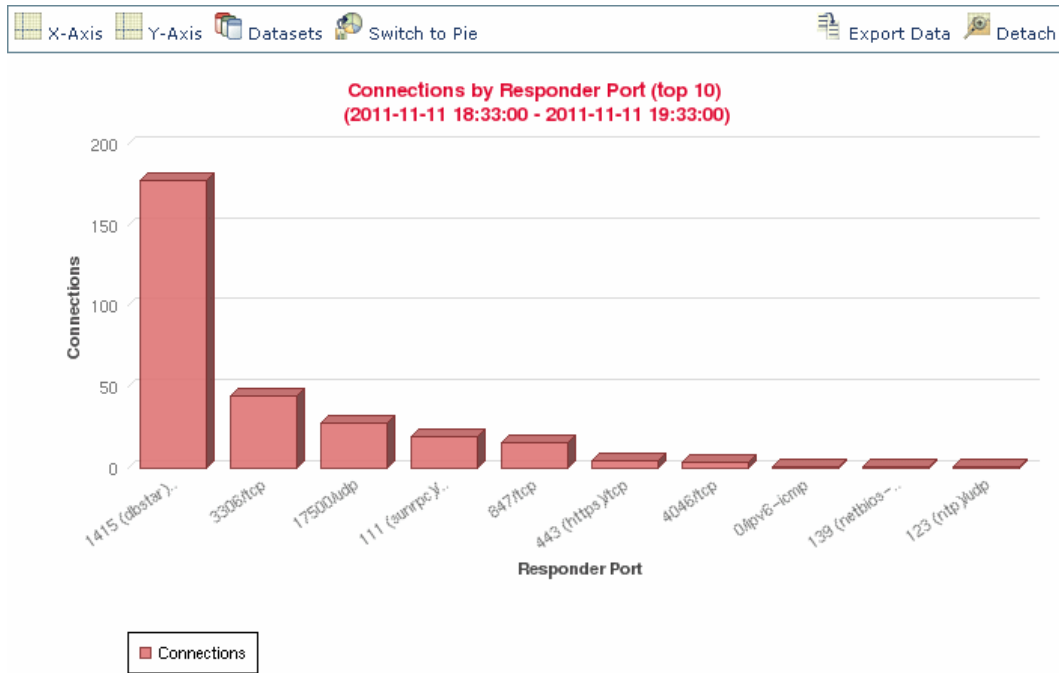 X-Axis Y-Axis Datasets Switch to Pie Export Data Detach
Connections by Responder Port (top 10)
(2011-11-11 18:33:00 - 2011-11-11 19:33:00)
200
150
100
50
0
Connections
1415 (dbstar)..
3306/tcp
17500/udp
111 (sunrpc)/..
847/tcp
443 (https)/tcp
4046/tcp
0/ipv6-icmp
139 (netbios-..
123 (ntp)/udp
Responder Port
Connections